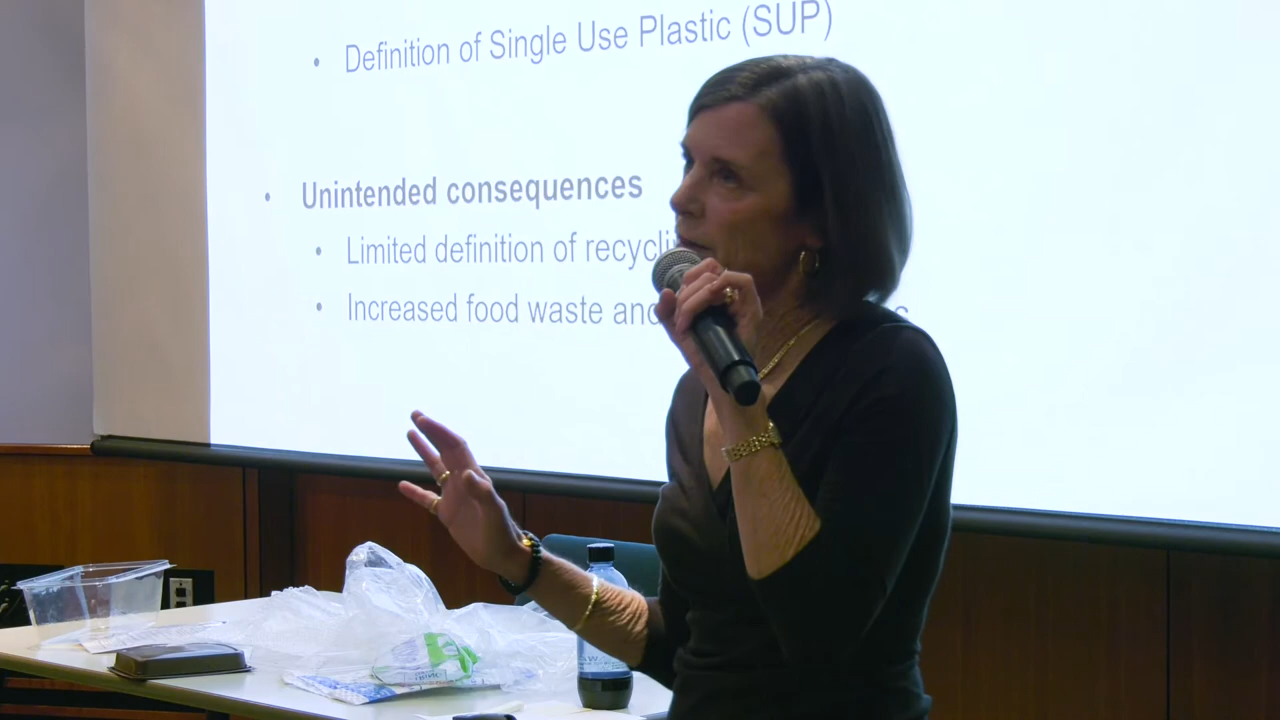 • Definition of Single Use Plastic (SUP)
• Unintended consequences
• Limited definition of recycli
• Increased food waste and